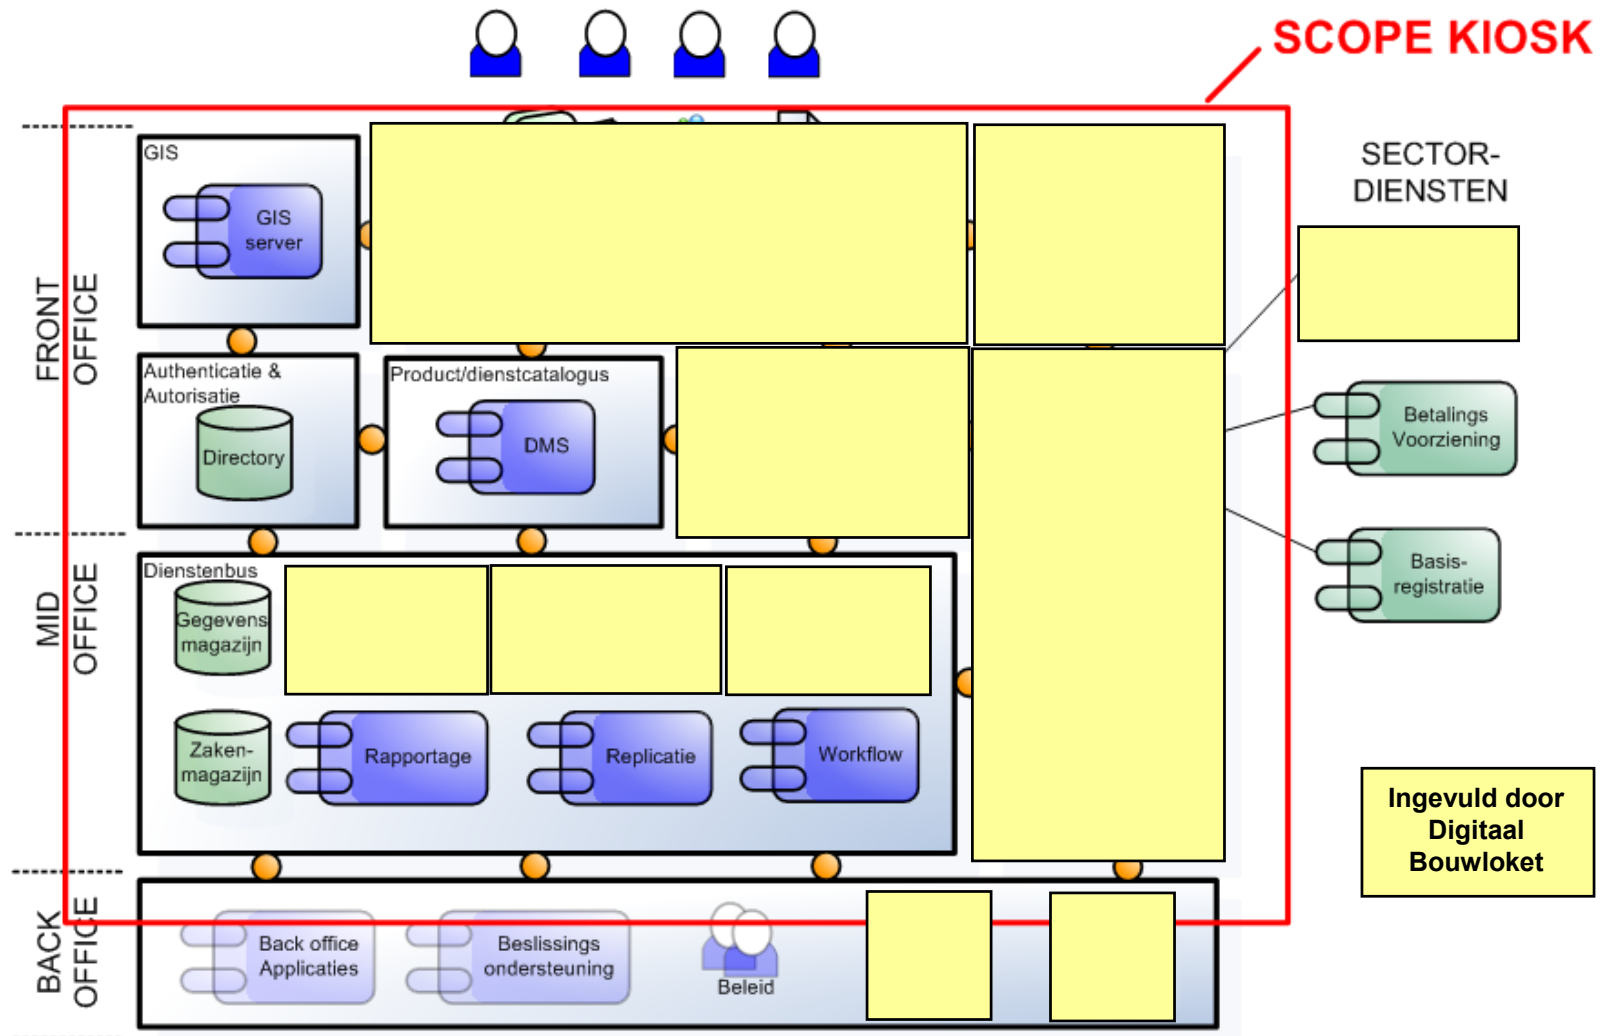 SCOPE KIOSK
SECTOR-
DIENSTEN
FRONT
OFFICE
GIS
GIS
server
Authenticatie &
Autorisatie
Directory
Product/dienstcatalogus
DMS
Betalings
Voorziening
MID
OFFICE
Dienstenbus
Gegevens
magazijn
Basis-
registratie
Zaken-
magazijn
Rapportage
Replicatie
Workflow
Ingevuld door
Digitaal
Bouwloket
BACK
OFFICE
Back office
Applicaties
Beslissings
ondersteuning
Beleid